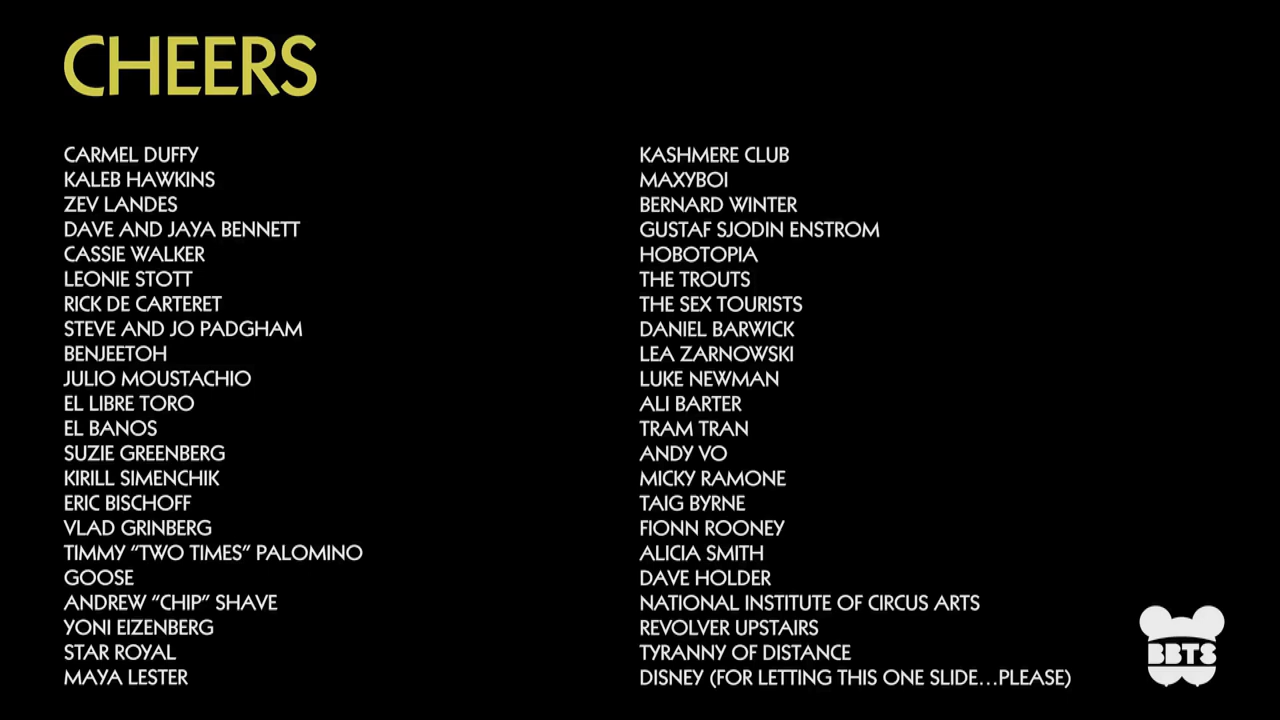 CHEERS
CARMEL DUFFY
KALEB HAWKINS
ZEV LANDES
DAVE AND JAYA BENNETT
CASSIE WALKER
LEONIE STOTT
RICK DE CARTERET
STEVE AND JO PADGHAM
BENJEETOH
JULIO MOUSTACHIO
EL LIBRE TORO
EL BANOS
SUZIE GREENBERG
KIRILL SIMENCHIK
ERIC BISCHOFF
VLAD GRINBERG
TIMMY “TWO TIMES” PALOMINO
GOOSE
ANDREW “CHIP” SHAVE
YONI EIZENBERG
STAR ROYAL
MAYA LESTER
KASHMERE CLUB
MAXYBOI
BERNARD WINTER
GUSTAF SJODIN ENSTROM
HOBOTOPIA
THE TROUTS
THE SEX TOURISTS
DANIEL BARWICK
LEA ZARNOWSKI
LUKE NEWMAN
ALI BARTER
TRAM TRAN
ANDY VO
MICKY RAMONE
TAIG BYRNE
FIONN ROONEY
ALICIA SMITH
DAVE HOLDER
NATIONAL INSTITUTE OF CIRCUS ARTS
REVOLVER UPSTAIRS
TYRANNY OF DISTANCE
DISNEY (FOR LETTING THIS ONE SLIDE...PLEASE)
BBTS